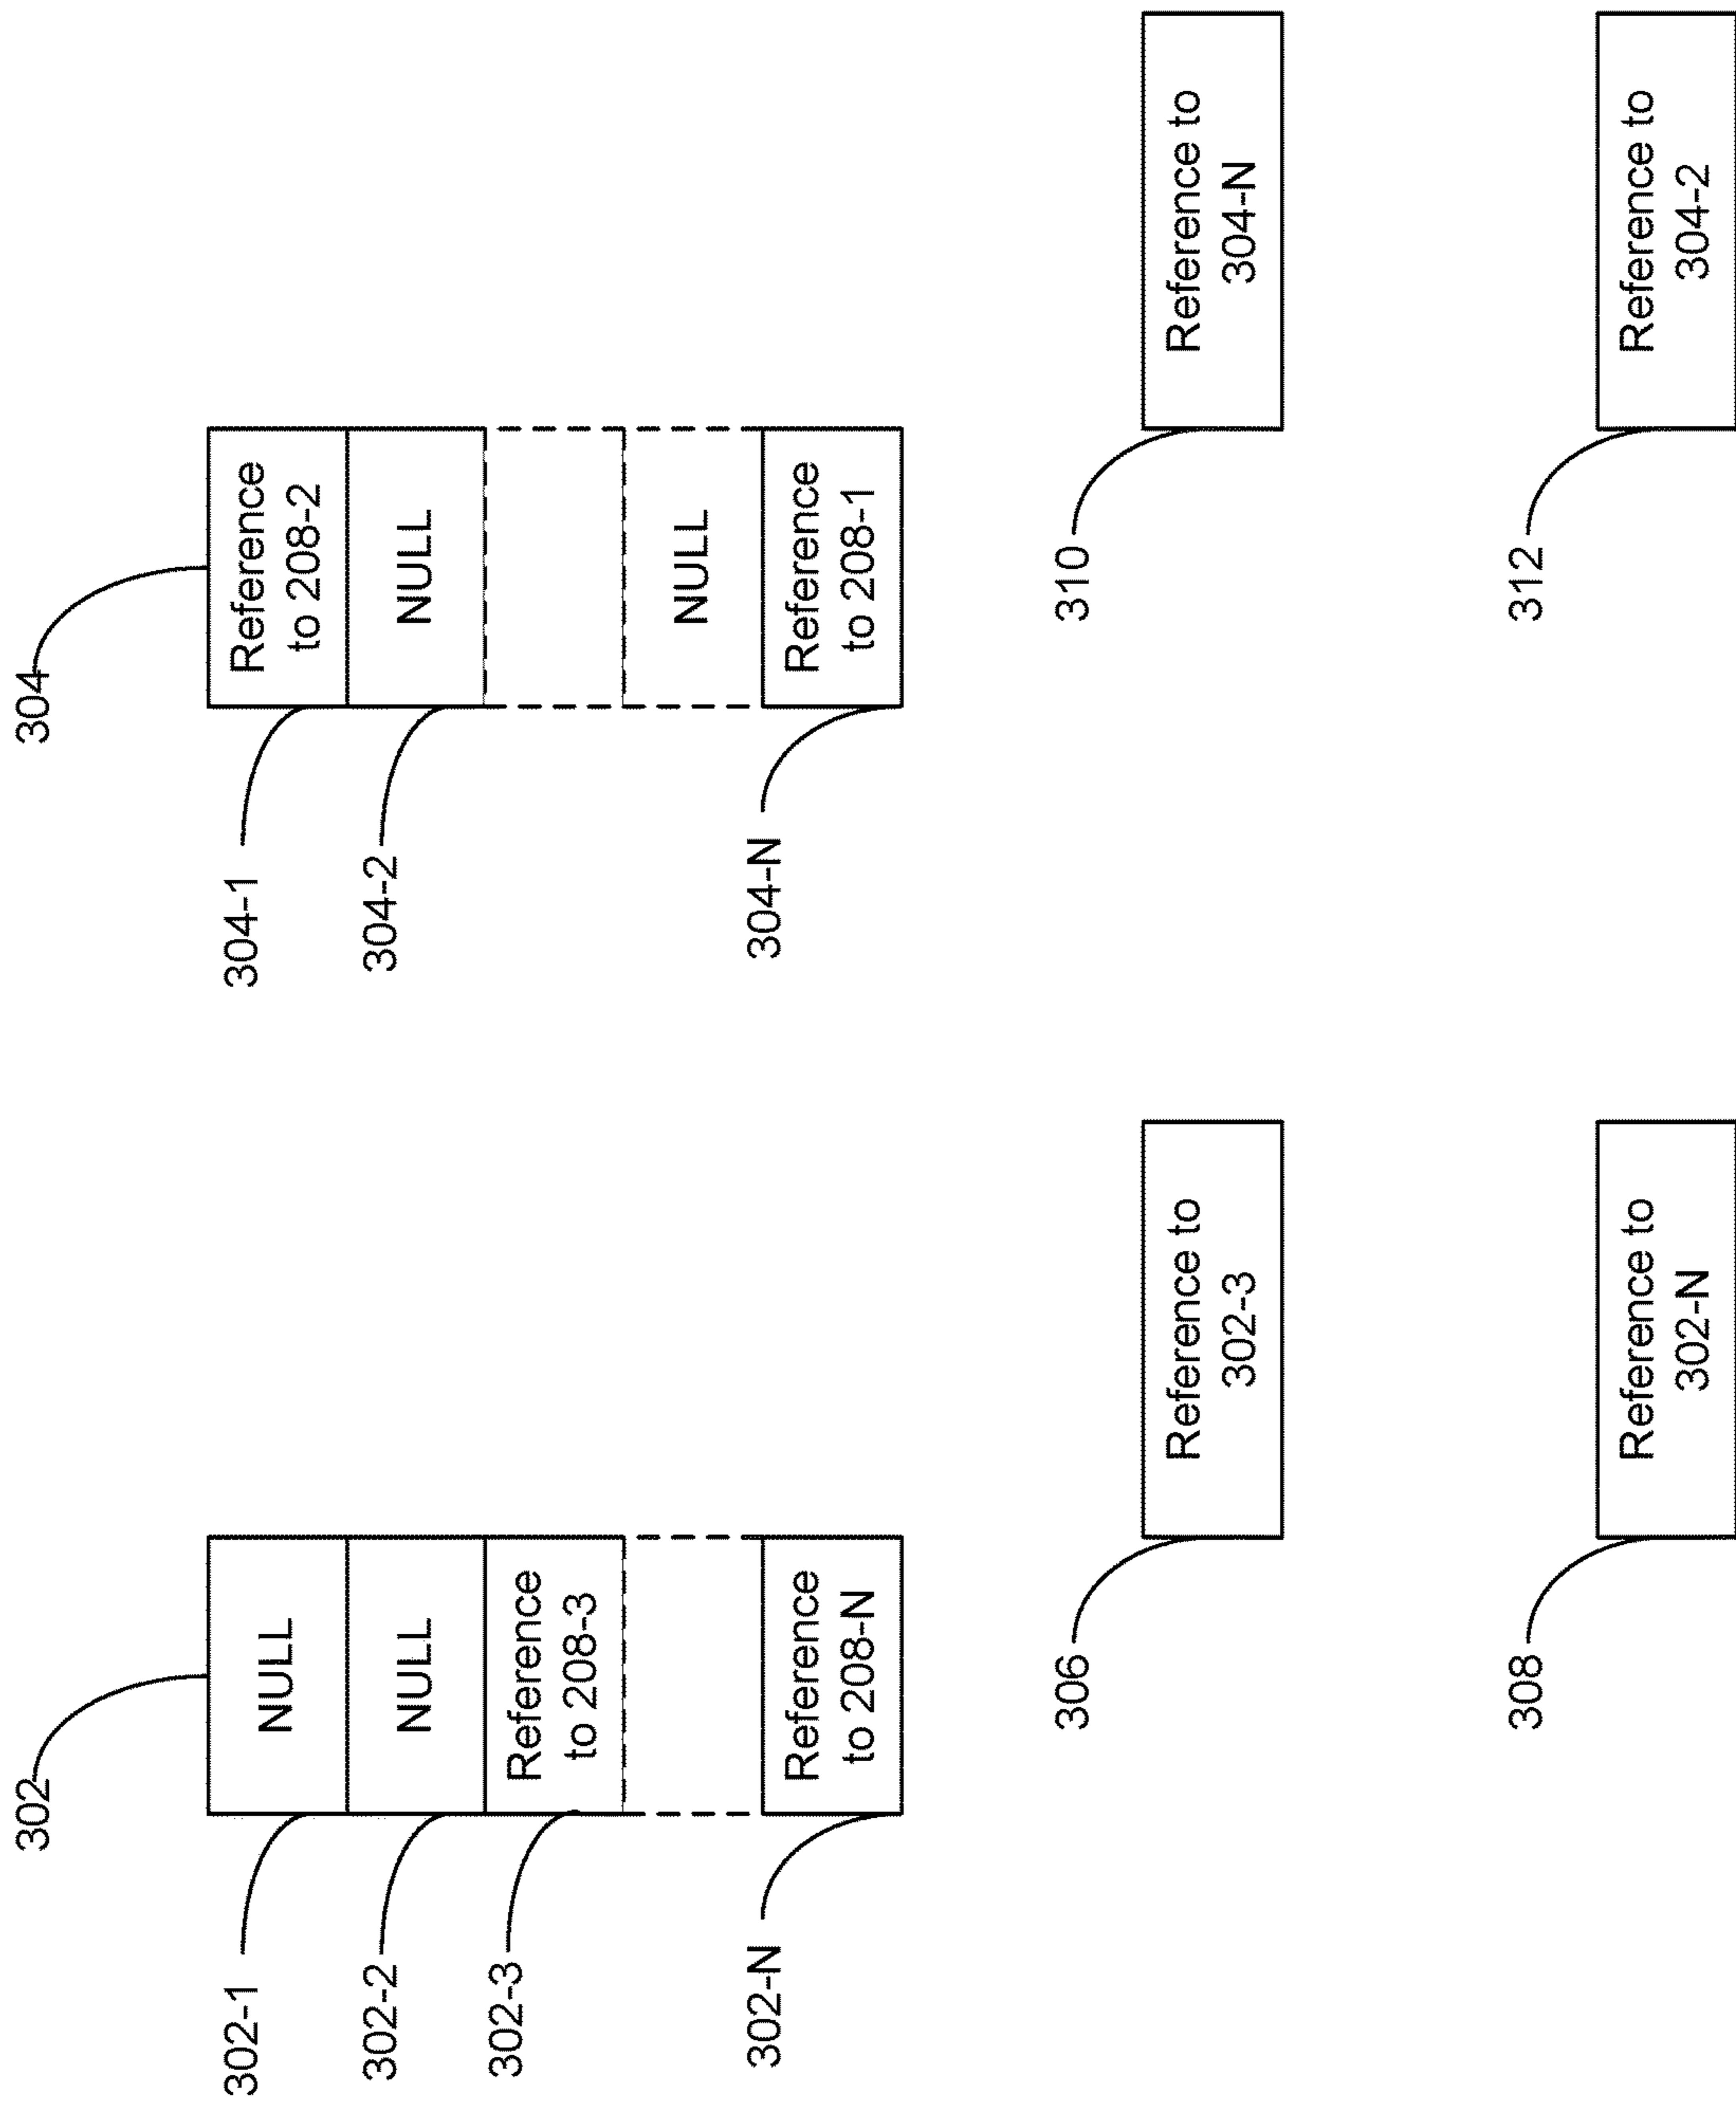 302
302-1
NULL
302-2
NULL
302-3
Reference
to 208-3
302-N
Reference
to 208-N
306
Reference to
302-3
308
Reference to
302-N
304
304-1
Reference
to 208-2
304-2
NULL
NULL
304-N
Reference
to 208-1
310
Reference to
304-N
312
Reference to
304-2